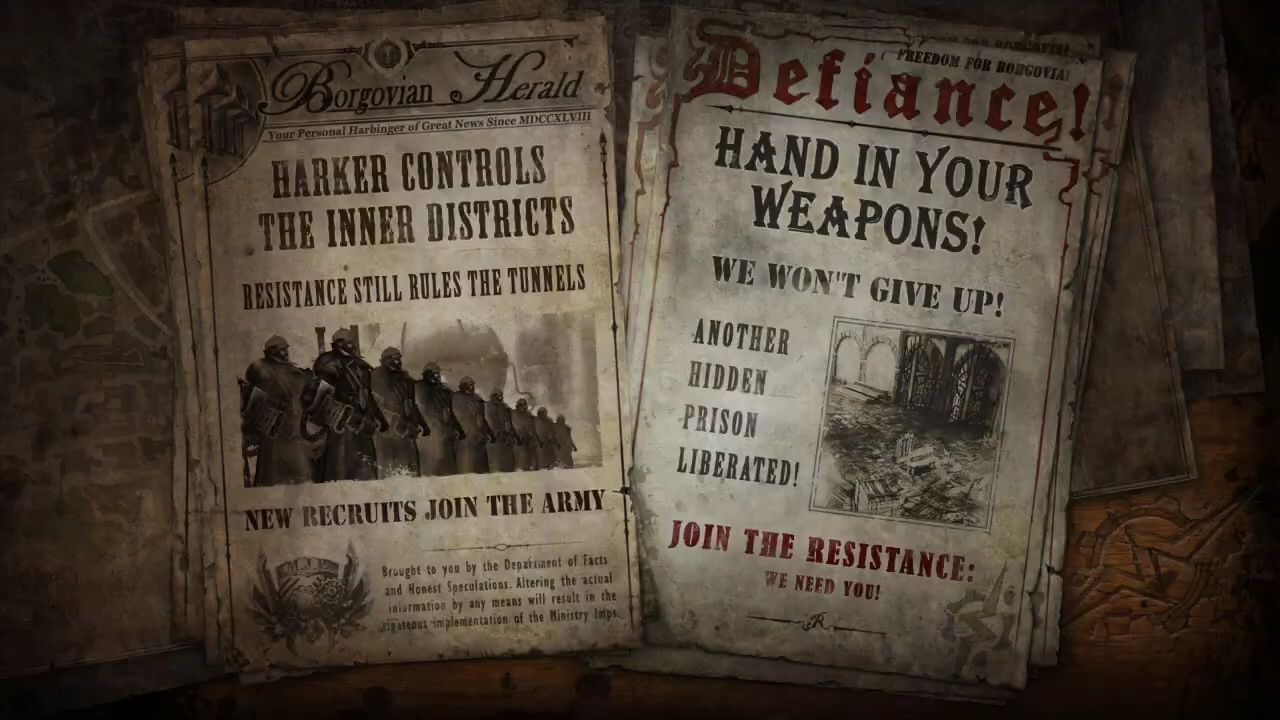 Borgovian Herald
Your Personal Harbinger of Great News Since MDCCXLVIII
HARKER CONTROLS
THE INNER DISTRICTS
RESISTANCE STILL RULES THE TUNNELS
NEW RECRUITS JOIN THE ARMY
Brought to you by the Department of Facts
and Honest Speculations. Altering the actual
information by any means will result in the
rigateous implementation of the Ministry Imps.
FREEDOM FOR BORGOVIA!
Defiance!
HAND IN YOUR
WEAPONS!
WE WON'T GIVE UP!
ANOTHER
HIDDEN
PRISON
LIBERATED!
JOIN THE RESISTANCE:
WE NEED YOU!
R